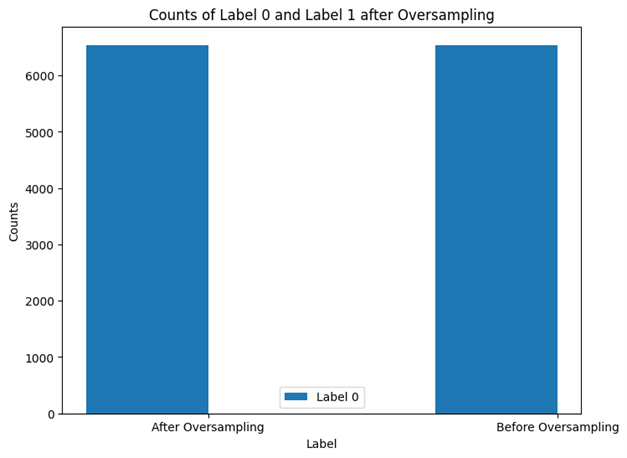 Counts of Label 0 and Label 1 after Oversampling
6000
5000
4000
3000
2000
1000
0
Counts
Label 0
After Oversampling Before Oversampling
Label